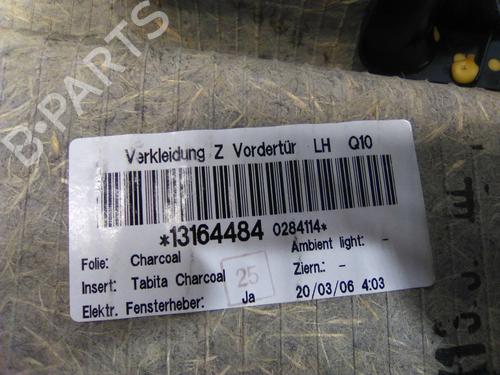 B-PARTS
Verkleidung Z Vordertür LH Q10
*13164484 0284114*
Folie: Charcoal
Ambient light: -
Insert: Tabita Charcoal
25
Ziern.: -
Elektr. Fensterheber: Ja
20/03/06 4:03